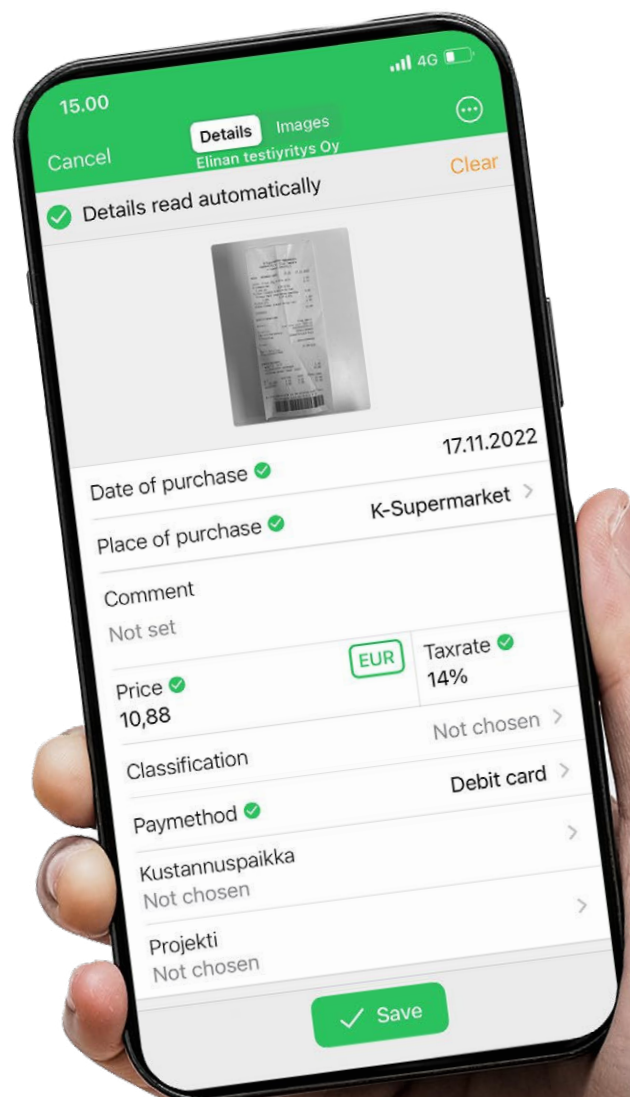 15.00
4G
Cancel
Details Images
Elinan testiyritys Oy
Details read automatically
Clear
Date of purchase
17.11.2022
Place of purchase
K-Supermarket
Comment
Not set
Price
EUR
Taxrate
10,88
14%
Classification
Not chosen
Paymethod
Debit card
Kustannuspaikka
Not chosen
Projekti
Not chosen
Save